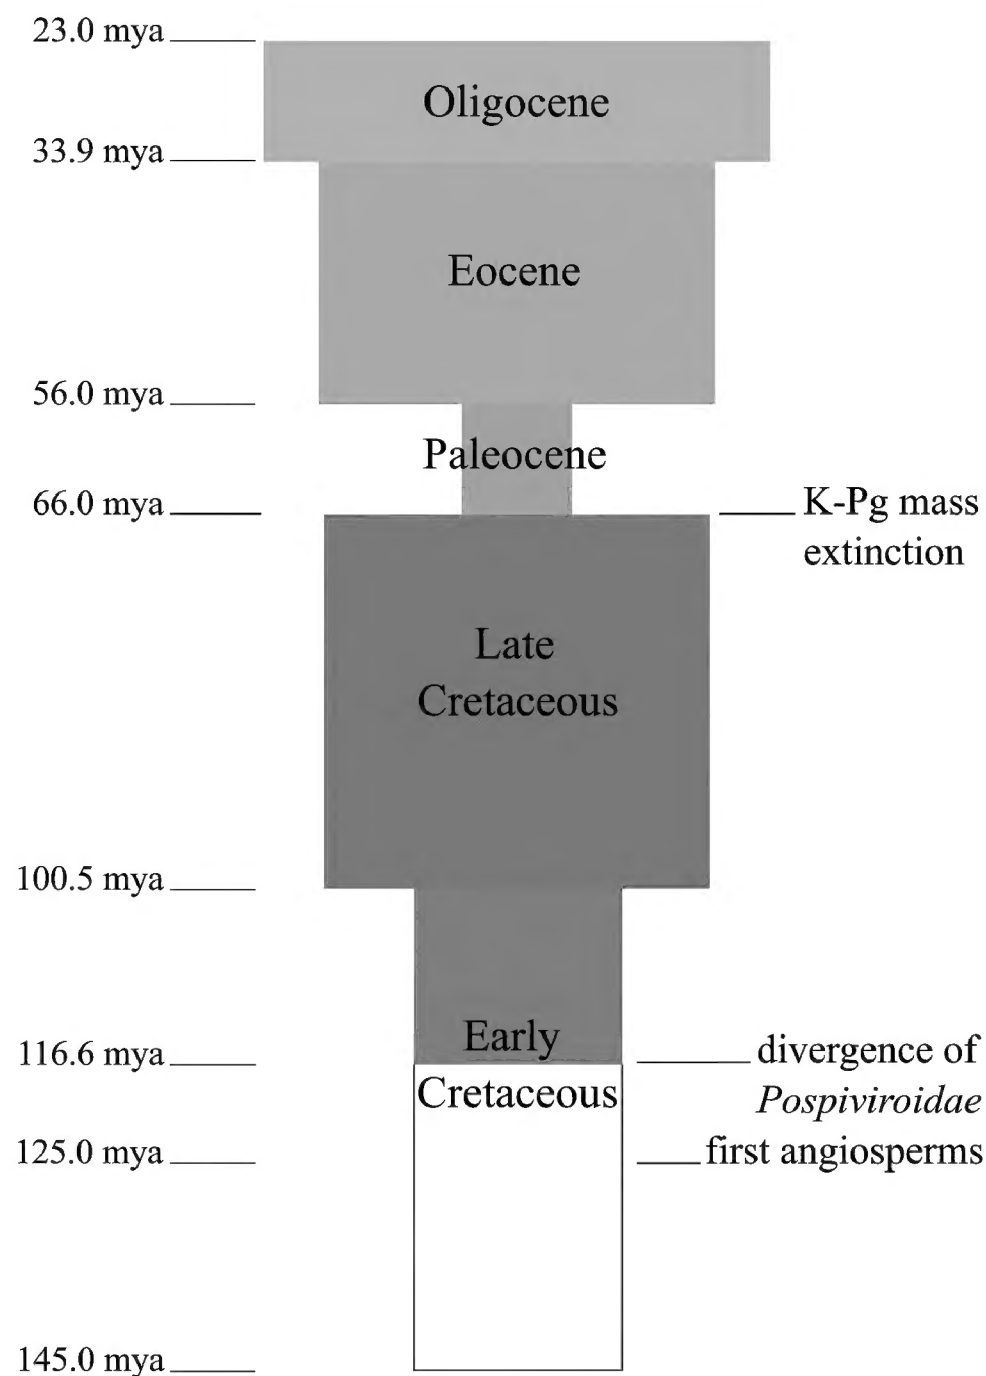 23.0 mya
Oligocene
33.9 mya
Eocene
56.0 mya
Paleocene
66.0 mya
K-Pg mass
extinction
Late
Cretaceous
100.5 mya
Early
116.6 mya
divergence of
Cretaceous
Pospiviroidae
125.0 mya
first angiosperms
145.0 mya